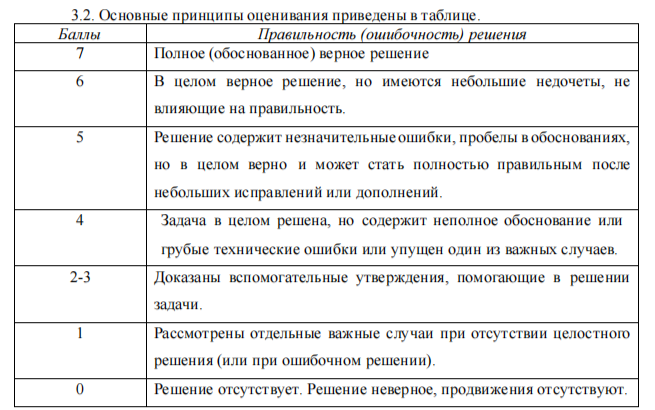 3.2. Основные принципы оценивания приведены в таблице.
Баллы Правильность (ошибочность) решения
7 Полное (обоснованное) верное решение
6 В целом верное решение, но имеются небольшие недочеты, не
влияющие на правильность.
5 Решение содержит незначительные ошибки, пробелы в обоснованиях,
но в целом верно и может стать полностью правильным после
небольших исправлений или дополнений.
4 Задача в целом решена, но содержит неполное обоснование или
грубые технические ошибки или упущен один из важных случаев.
2-3 Доказаны вспомогательные утверждения, помогающие в решении
задачи.
1 Рассмотрены отдельные важные случаи при отсутствии целостного
решения (или при ошибочном решении).
0 Решение отсутствует. Решение неверное, продвижения отсутствуют.